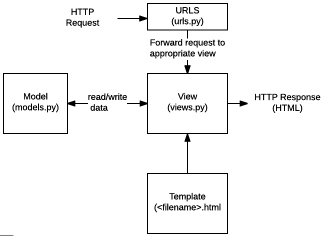 HTTP
Request
URLS
(urls.py)
Forward request to
appropriate view
Model
(models.py)
read/write
data
View
(views.py)
HTTP Response
(HTML)
Template
(<filename>.html